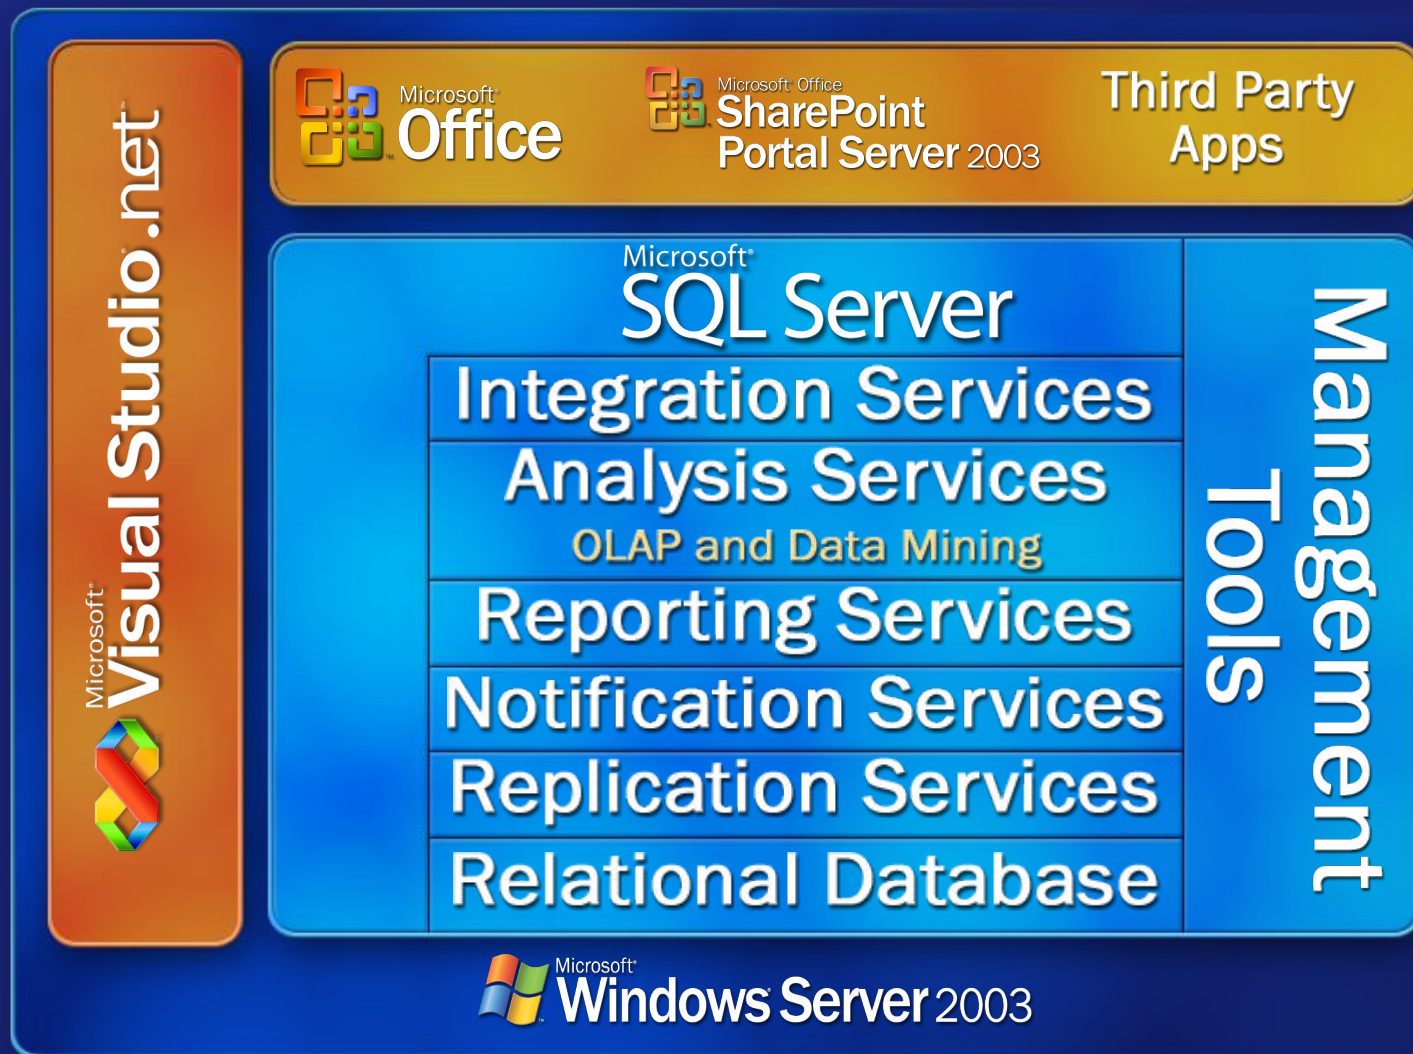 Microsoft®
Visual Studio®.net™
Microsoft®
Office
Microsoft® Office
SharePoint
Portal Server 2003
Third Party
Apps
Microsoft®
SQL Server
Integration Services
Analysis Services
OLAP and Data Mining
Reporting Services
Notification Services
Replication Services
Relational Database
Management
Tools
Microsoft®
Windows Server 2003